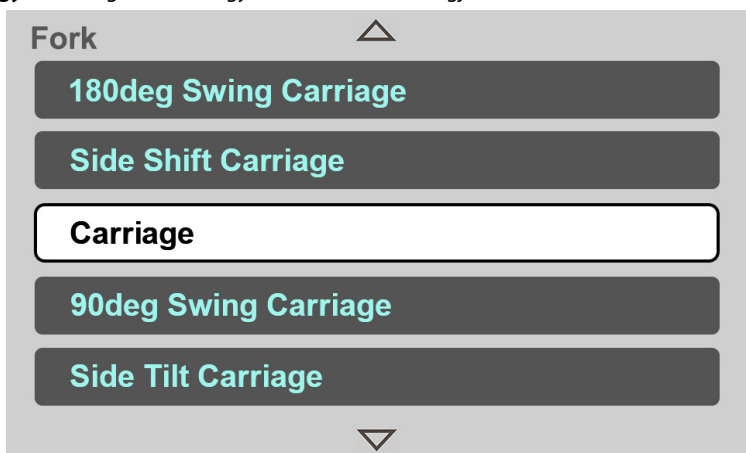 Fork
180deg Swing Carriage
Side Shift Carriage
Carriage
90deg Swing Carriage
Side Tilt Carriage